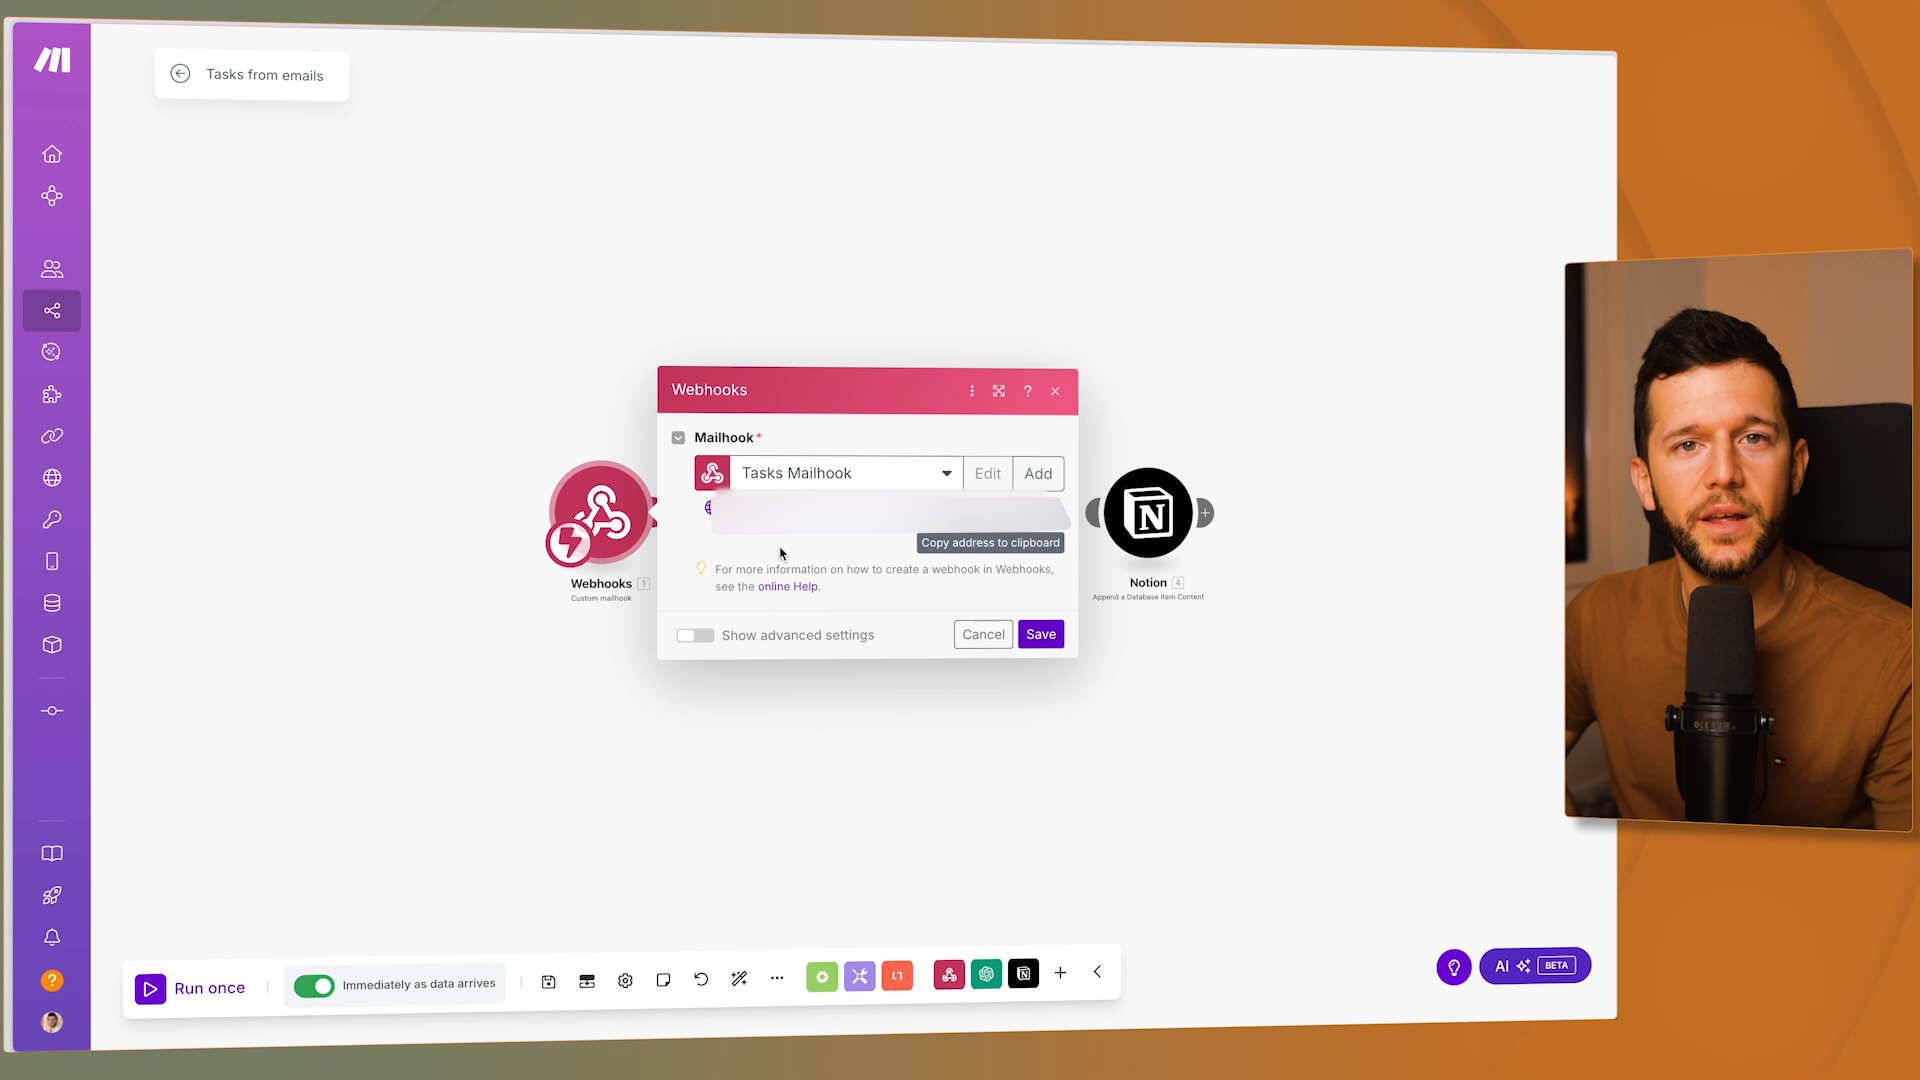 Tasks from emails
Webhooks
?
Mailhook *
Tasks Mailhook
Edit
Add
Copy address to clipboard
For more information on how to create a webhook in Webhooks,
see the online Help.
Show advanced settings
Cancel
Save
Webhooks 1
Custom mailhook
N
Notion 4
Append a Database Item Content
Run once
Immediately as data arrives
AI BETA
?